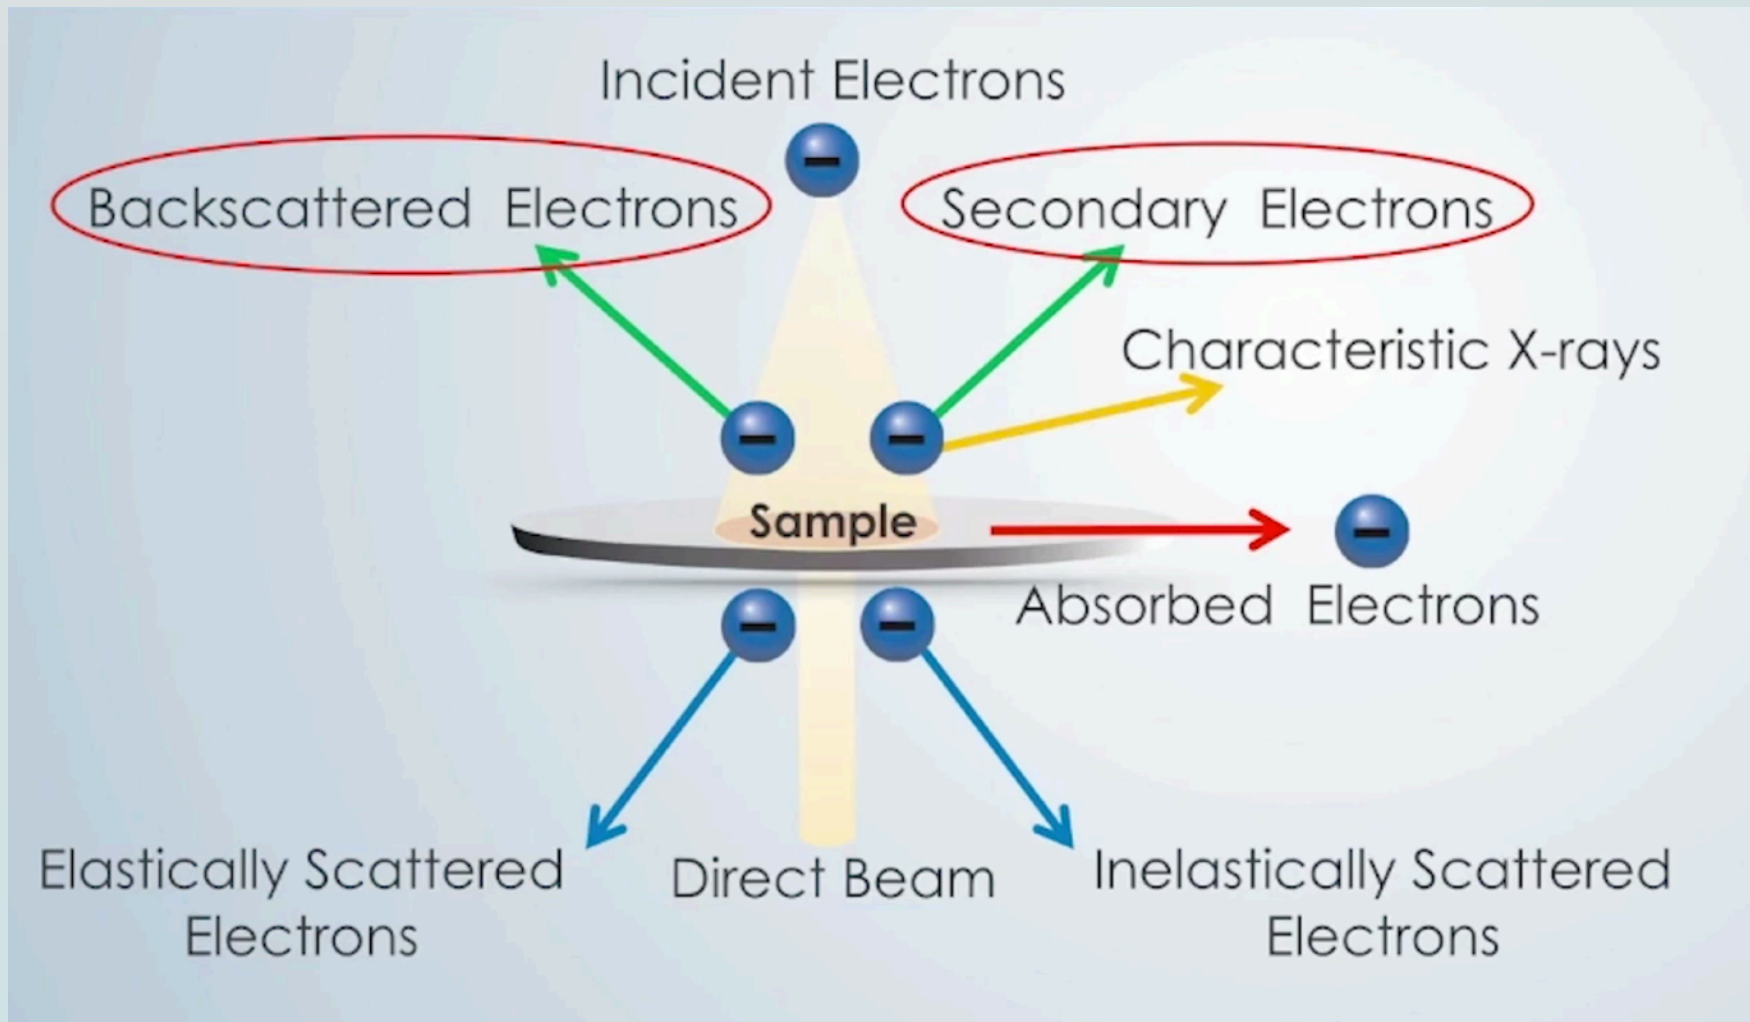 Incident Electrons
Backscattered Electrons
Secondary Electrons
Characteristic X-rays
Sample
Absorbed Electrons
Elastically Scattered
Electrons
Direct Beam
Inelastically Scattered
Electrons